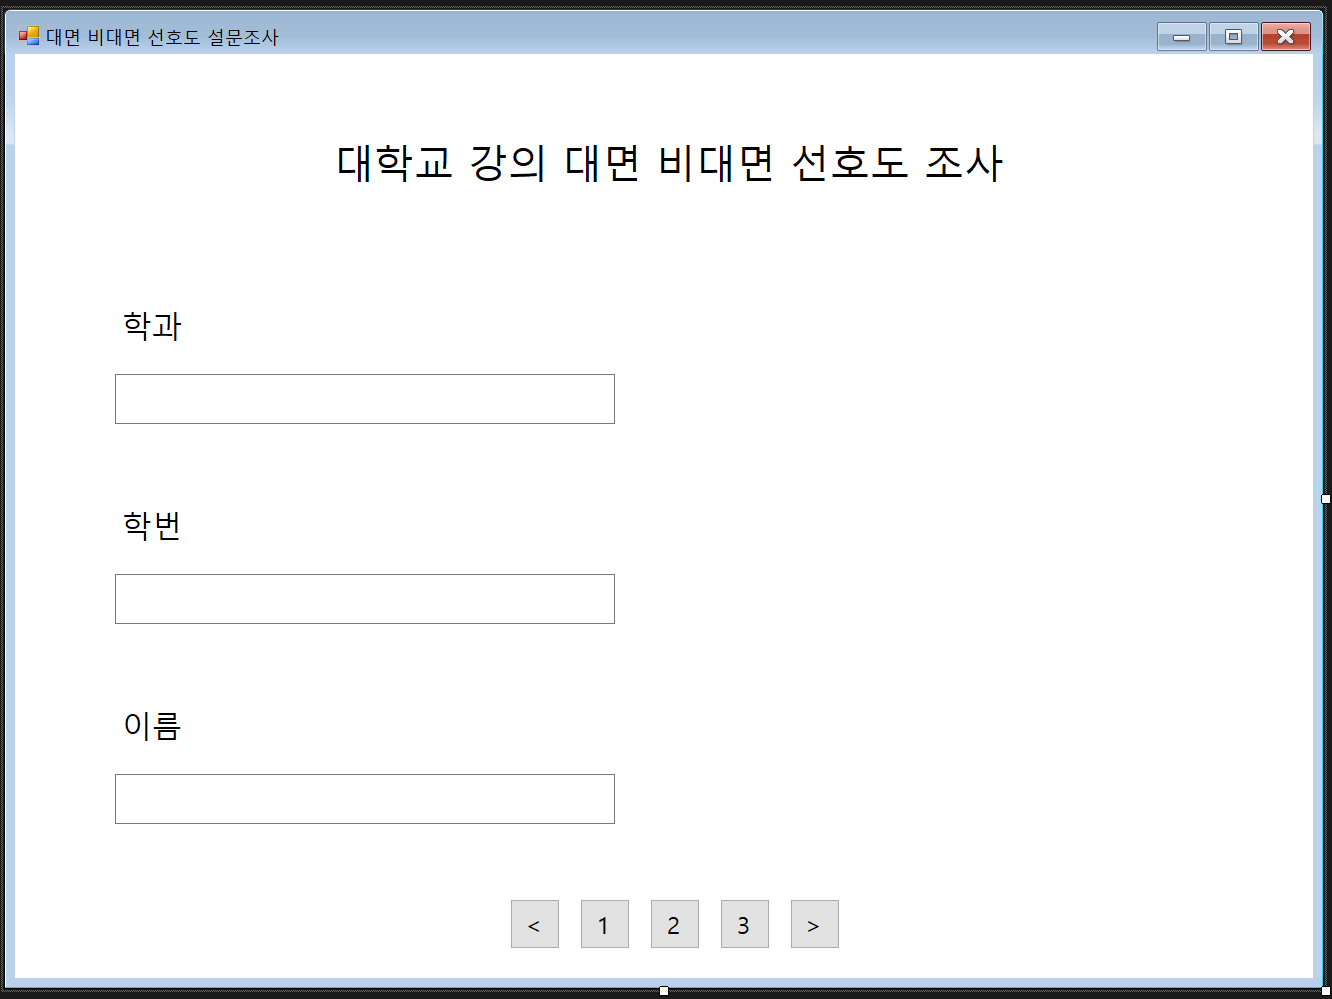 대면 비대면 선호도 설문조사
대학교 강의 대면 비대면 선호도 조사
학과
학번
이름
< 1 2 3 >